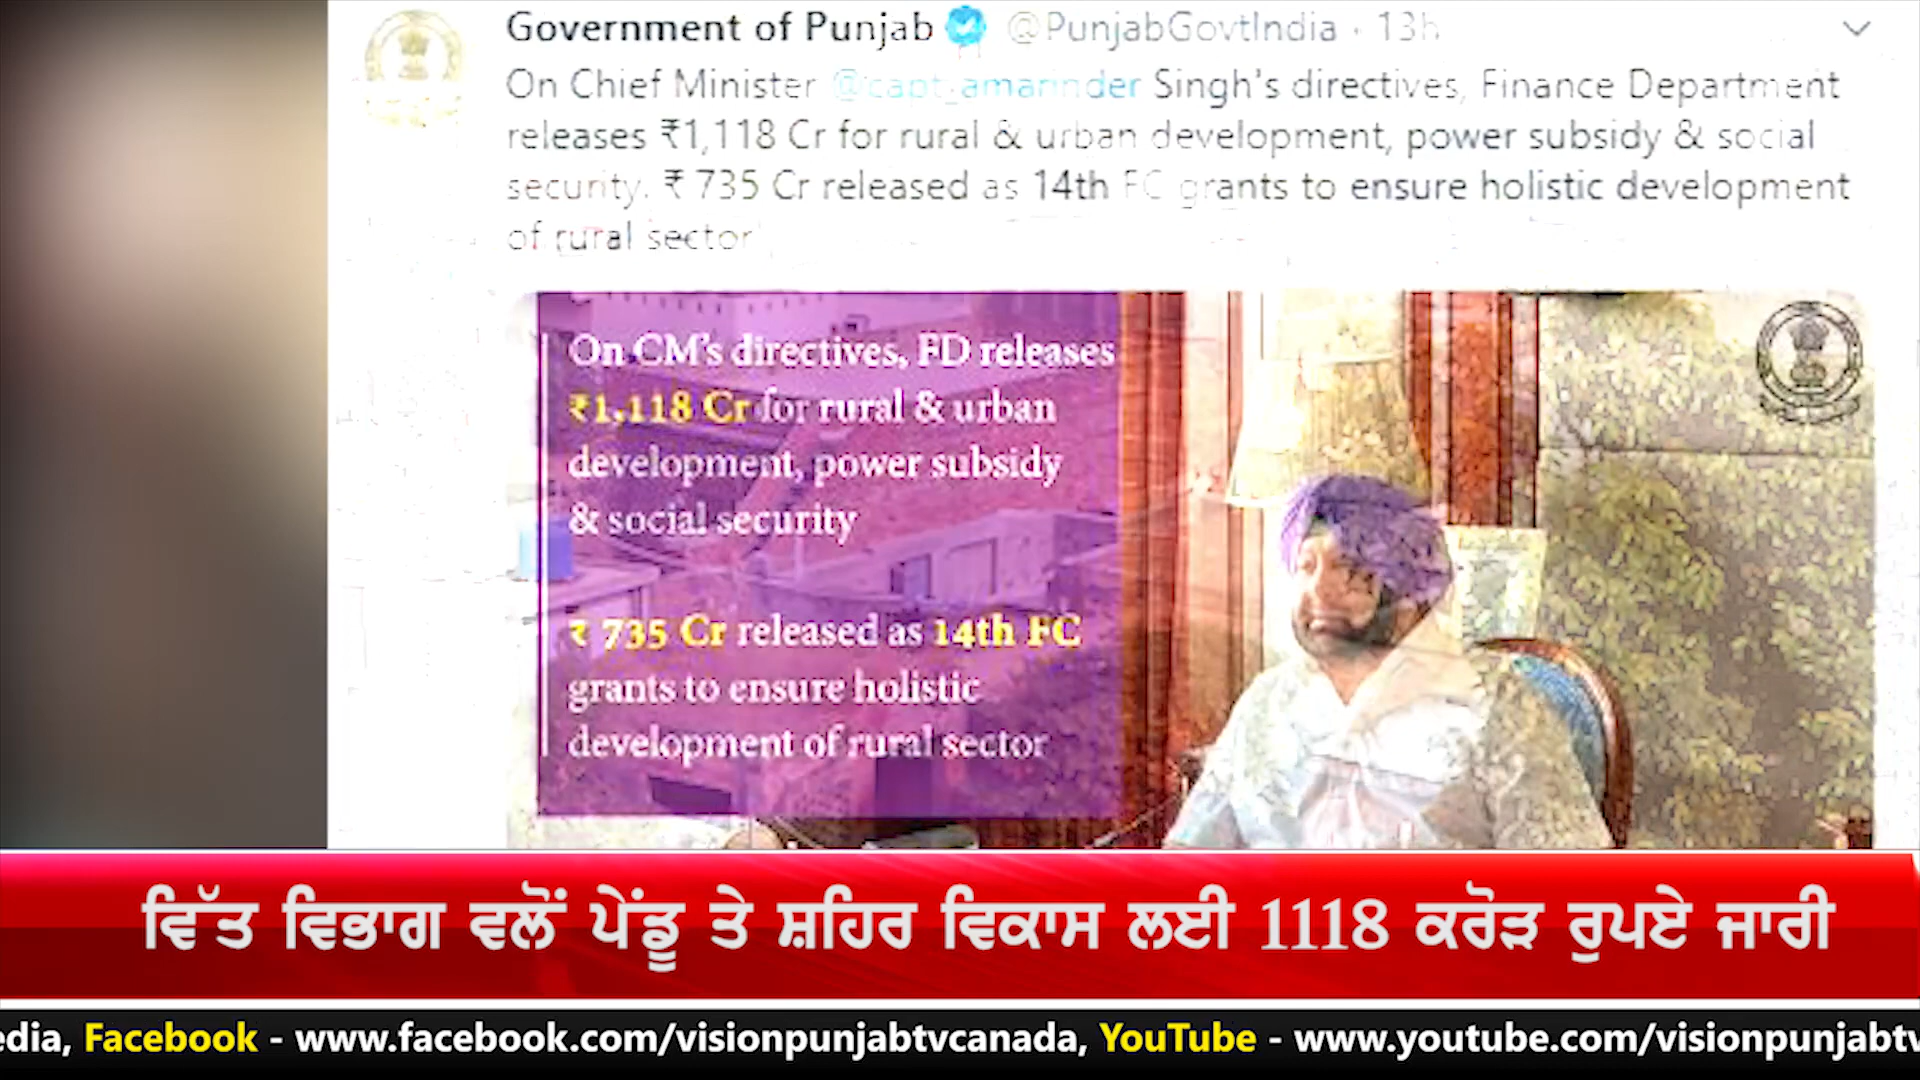 Government of Punjab @PunjabGovtIndia · 13h
On Chief Minister @capt_amarinder Singh's directives, Finance Department
releases ₹1,118 Cr for rural & urban development, power subsidy & social
security. ₹ 735 Cr released as 14th FC grants to ensure holistic development
of rural sector
On CM's directives, FD releases
₹1,118 Cr for rural & urban
development, power subsidy
& social security
₹ 735 Cr released as 14th FC
grants to ensure holistic
development of rural sector
ਵਿੱਤ ਵਿਭਾਗ ਵਲੋਂ ਪੇਂਡੂ ਤੇ ਸ਼ਹਿਰ ਵਿਕਾਸ ਲਈ 1118 ਕਰੋੜ ਰੁਪਏ ਜਾਰੀ
edia, Facebook - www.facebook.com/visionpunjabtvcanada, YouTube - www.youtube.com/visionpunjabtv